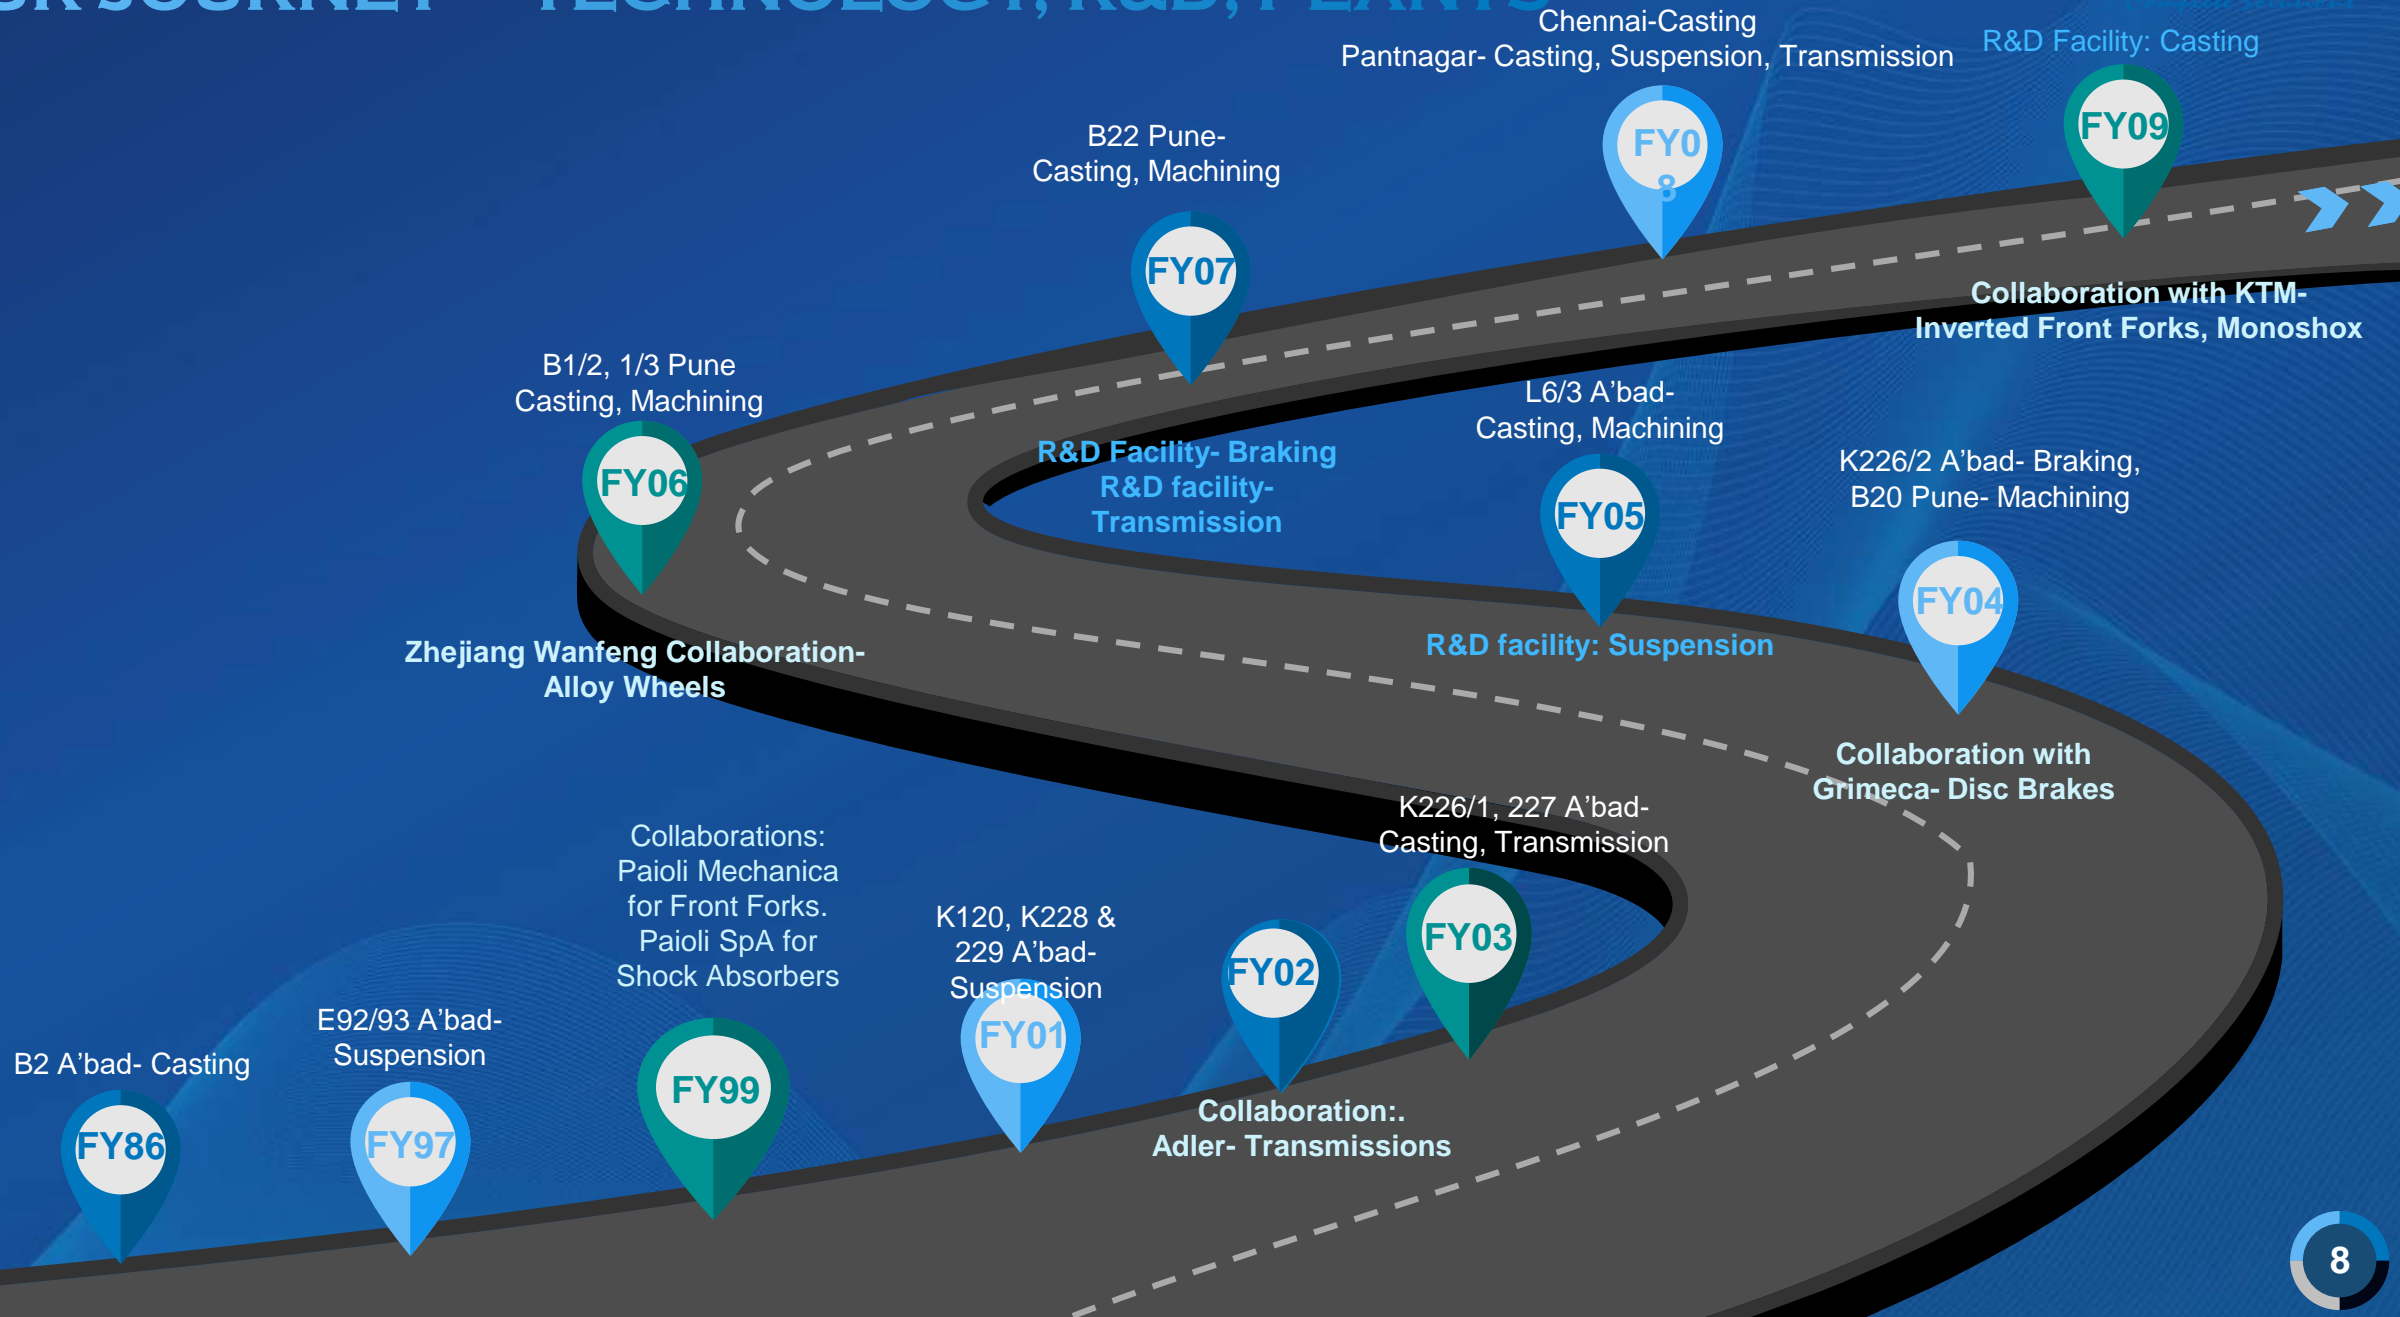 JOURNEY – TECHNOLOGY, R&D, PLANTS
Chennai-Casting
Pantnagar- Casting, Suspension, Transmission
R&D Facility: Casting
FY0
8
FY09
B22 Pune-
Casting, Machining
FY07
Collaboration with KTM-
Inverted Front Forks, Monoshox
B1/2, 1/3 Pune
Casting, Machining
FY06
R&D Facility- Braking
R&D facility-
Transmission
L6/3 A’bad-
Casting, Machining
FY05
K226/2 A’bad- Braking,
B20 Pune- Machining
FY04
Zhejiang Wanfeng Collaboration-
Alloy Wheels
R&D facility: Suspension
Collaboration with
Grimeca- Disc Brakes
K226/1, 227 A’bad-
Casting, Transmission
FY03
Collaborations:
Paioli Mechanica
for Front Forks.
Paioli SpA for
Shock Absorbers
FY99
K120, K228 &
229 A’bad-
Suspension
FY01
FY02
Collaboration:.
Adler- Transmissions
E92/93 A’bad-
Suspension
FY97
B2 A’bad- Casting
FY86
8